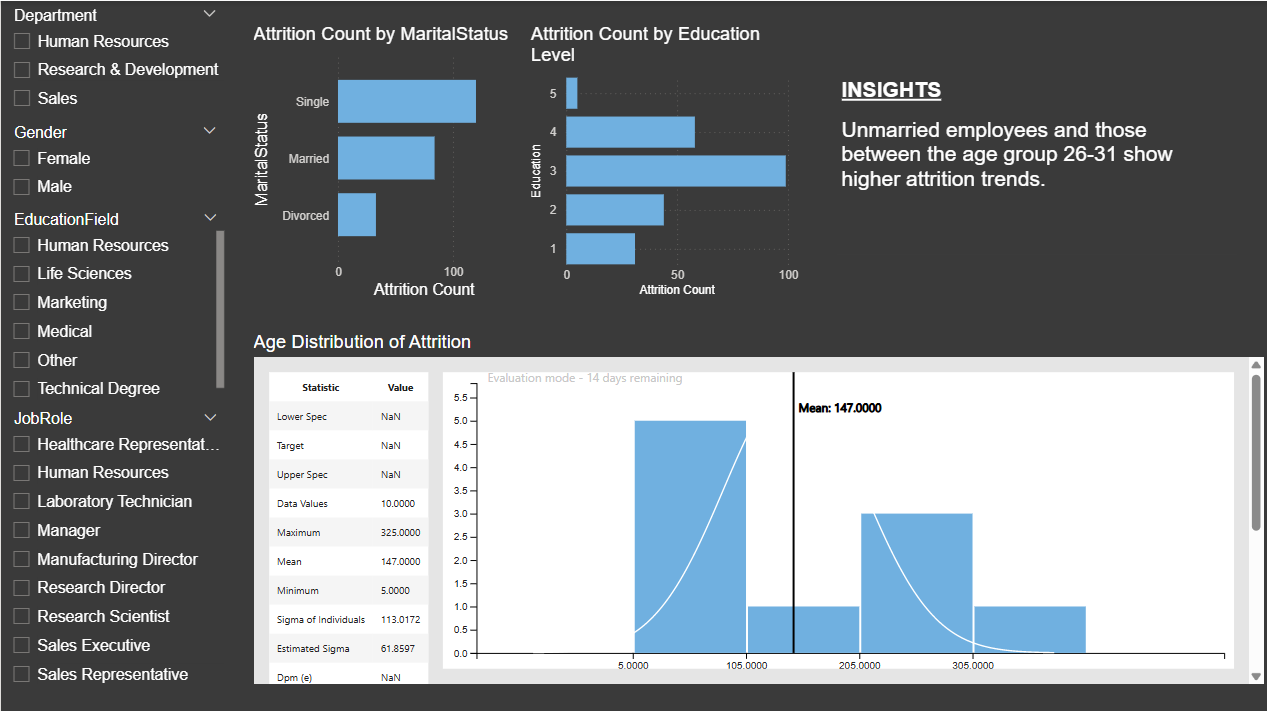 Department
Human Resources
Research & Development
Sales
Gender
Female
Male
EducationField
Human Resources
Life Sciences
Marketing
Medical
Other
Technical Degree
JobRole
Healthcare Representat…
Human Resources
Laboratory Technician
Manager
Manufacturing Director
Research Director
Research Scientist
Sales Executive
Sales Representative
Attrition Count by MaritalStatus
MaritalStatus
Single
Married
Divorced
0 100
Attrition Count
Attrition Count by Education
Level
Education
5
4
3
2
1
0 50 100
Attrition Count
INSIGHTS
Unmarried employees and those
between the age group 26-31 show
higher attrition trends.
Age Distribution of Attrition
Statistic Value
Lower Spec NaN
Target NaN
Upper Spec NaN
Data Values 10.0000
Maximum 325.0000
Mean 147.0000
Minimum 5.0000
Sigma of Individuals 113.0172
Estimated Sigma 61.8597
Dpm (e) NaN
Evaluation mode - 14 days remaining
Mean: 147.0000
5.5
5.0
4.5
4.0
3.5
3.0
2.5
2.0
1.5
1.0
0.5
0.0
5.0000 105.0000 205.0000 305.0000